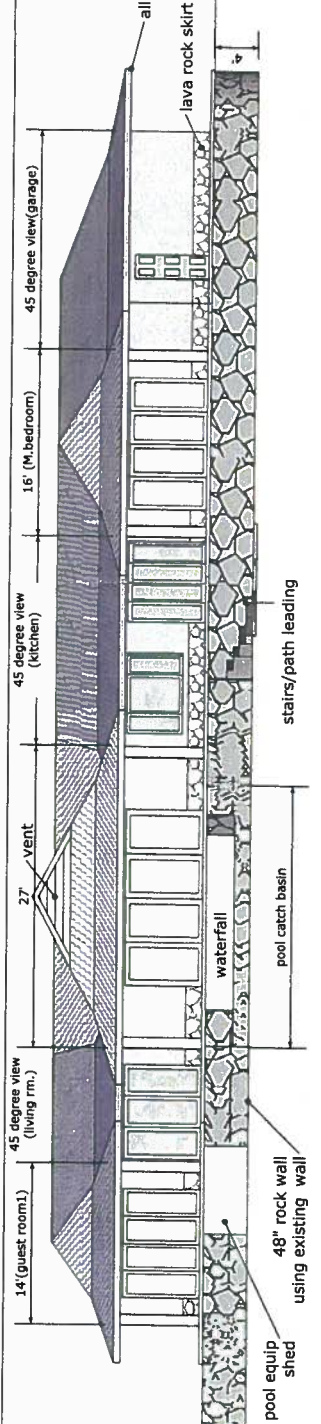 14'(guest room1)
45 degree view
(living rm.)
27'
vent
45 degree view
(kitchen)
16' (M.bedroom)
45 degree view(garage)
all
lava rock skirt
4'
waterfall
pool catch basin
stairs/path leading
48" rock wall
using existing wall
pool equip
shed